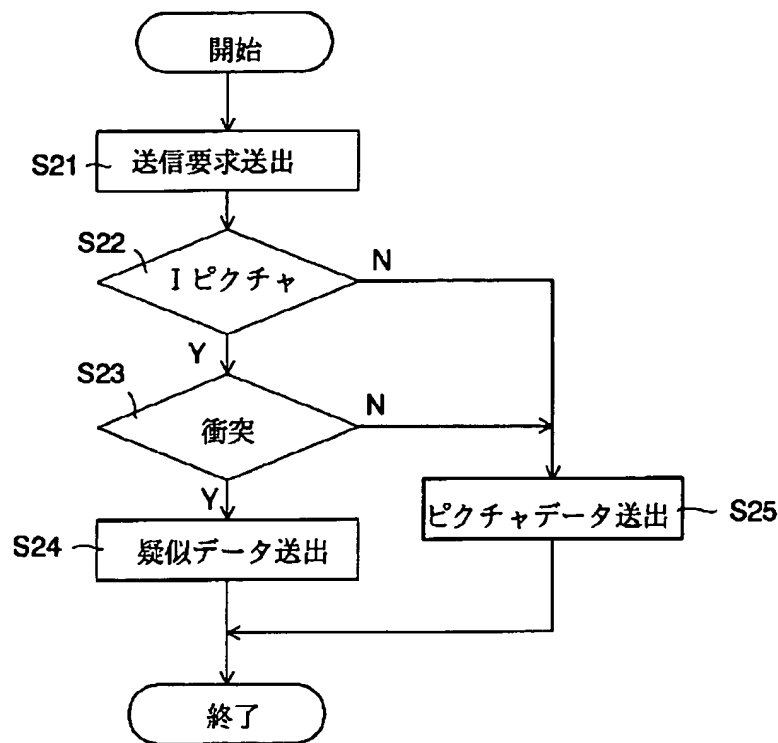 開始
S21 送信要求送出
S22
Iピクチャ
N
Y
S23
衝突
N
Y
S24 疑似データ送出
ピクチャデータ送出 S25
終了